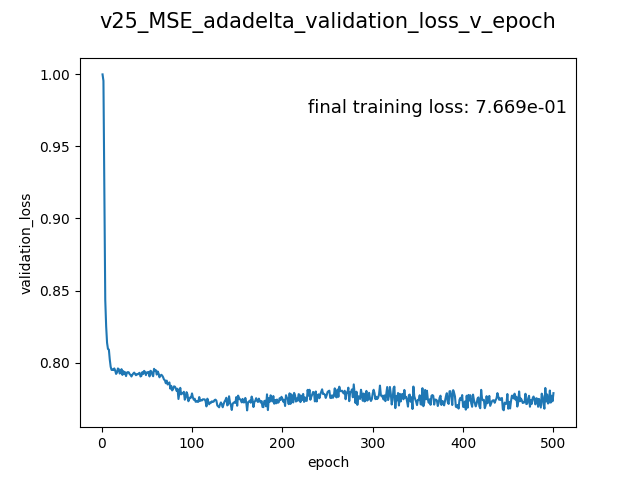 v25_MSE_adadelta_validation_loss_v_epoch
1.00
final training loss: 7.669e-01
0.95
0.90
validation_loss
0.85
0.80
0 100 200 300 400 500
epoch